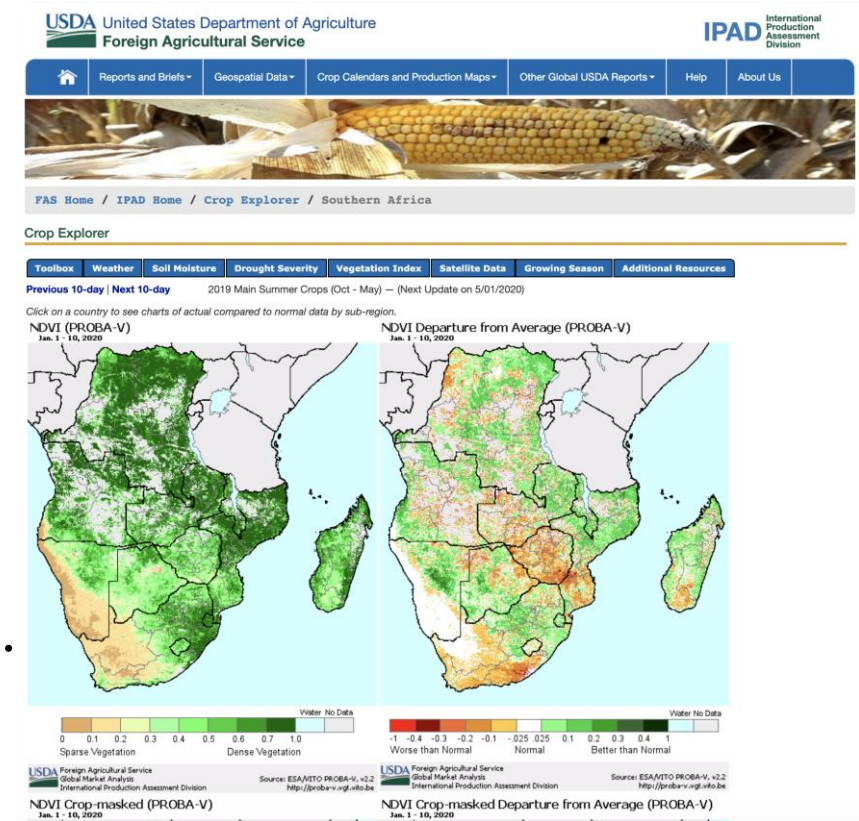 USDA United States Department of Agriculture
Foreign Agricultural Service
IPAD International Production Assessment Division
Reports and Briefs
Geospatial Data
Crop Calendars and Production Maps
Other Global USDA Reports
Help
About Us
FAS Home / IPAD Home / Crop Explorer / Southern Africa
Crop Explorer
Toolbox
Weather
Soil Moisture
Drought Severity
Vegetation Index
Satellite Data
Growing Season
Additional Resources
Previous 10-day | Next 10-day
2019 Main Summer Crops (Oct - May) — (Next Update on 5/01/2020)
Click on a country to see charts of actual compared to normal data by sub-region.
NDVI (PROBA-V)
Jan. 1 - 10, 2020
Water No Data
0 0.1 0.2 0.3 0.4 0.5 0.6 0.7 1.0
Sparse Vegetation Dense Vegetation
USDA Foreign Agricultural Service
Global Market Analysis
International Production Assessment Division
Source: ESA/VITO PROBA-V, v2.2
http://proba-v.vgt.vito.be
NDVI Departure from Average (PROBA-V)
Jan. 1 - 10, 2020
Water No Data
-1 -0.4 -0.3 -0.2 -0.1 -.025 .025 0.1 0.2 0.3 0.4 1
Worse than Normal Normal Better than Normal
USDA Foreign Agricultural Service
Global Market Analysis
International Production Assessment Division
Source: ESA/VITO PROBA-V, v2.2
http://proba-v.vgt.vito.be
NDVI Crop-masked (PROBA-V)
Jan. 1 - 10, 2020
NDVI Crop-masked Departure from Average (PROBA-V)
Jan. 1 - 10, 2020